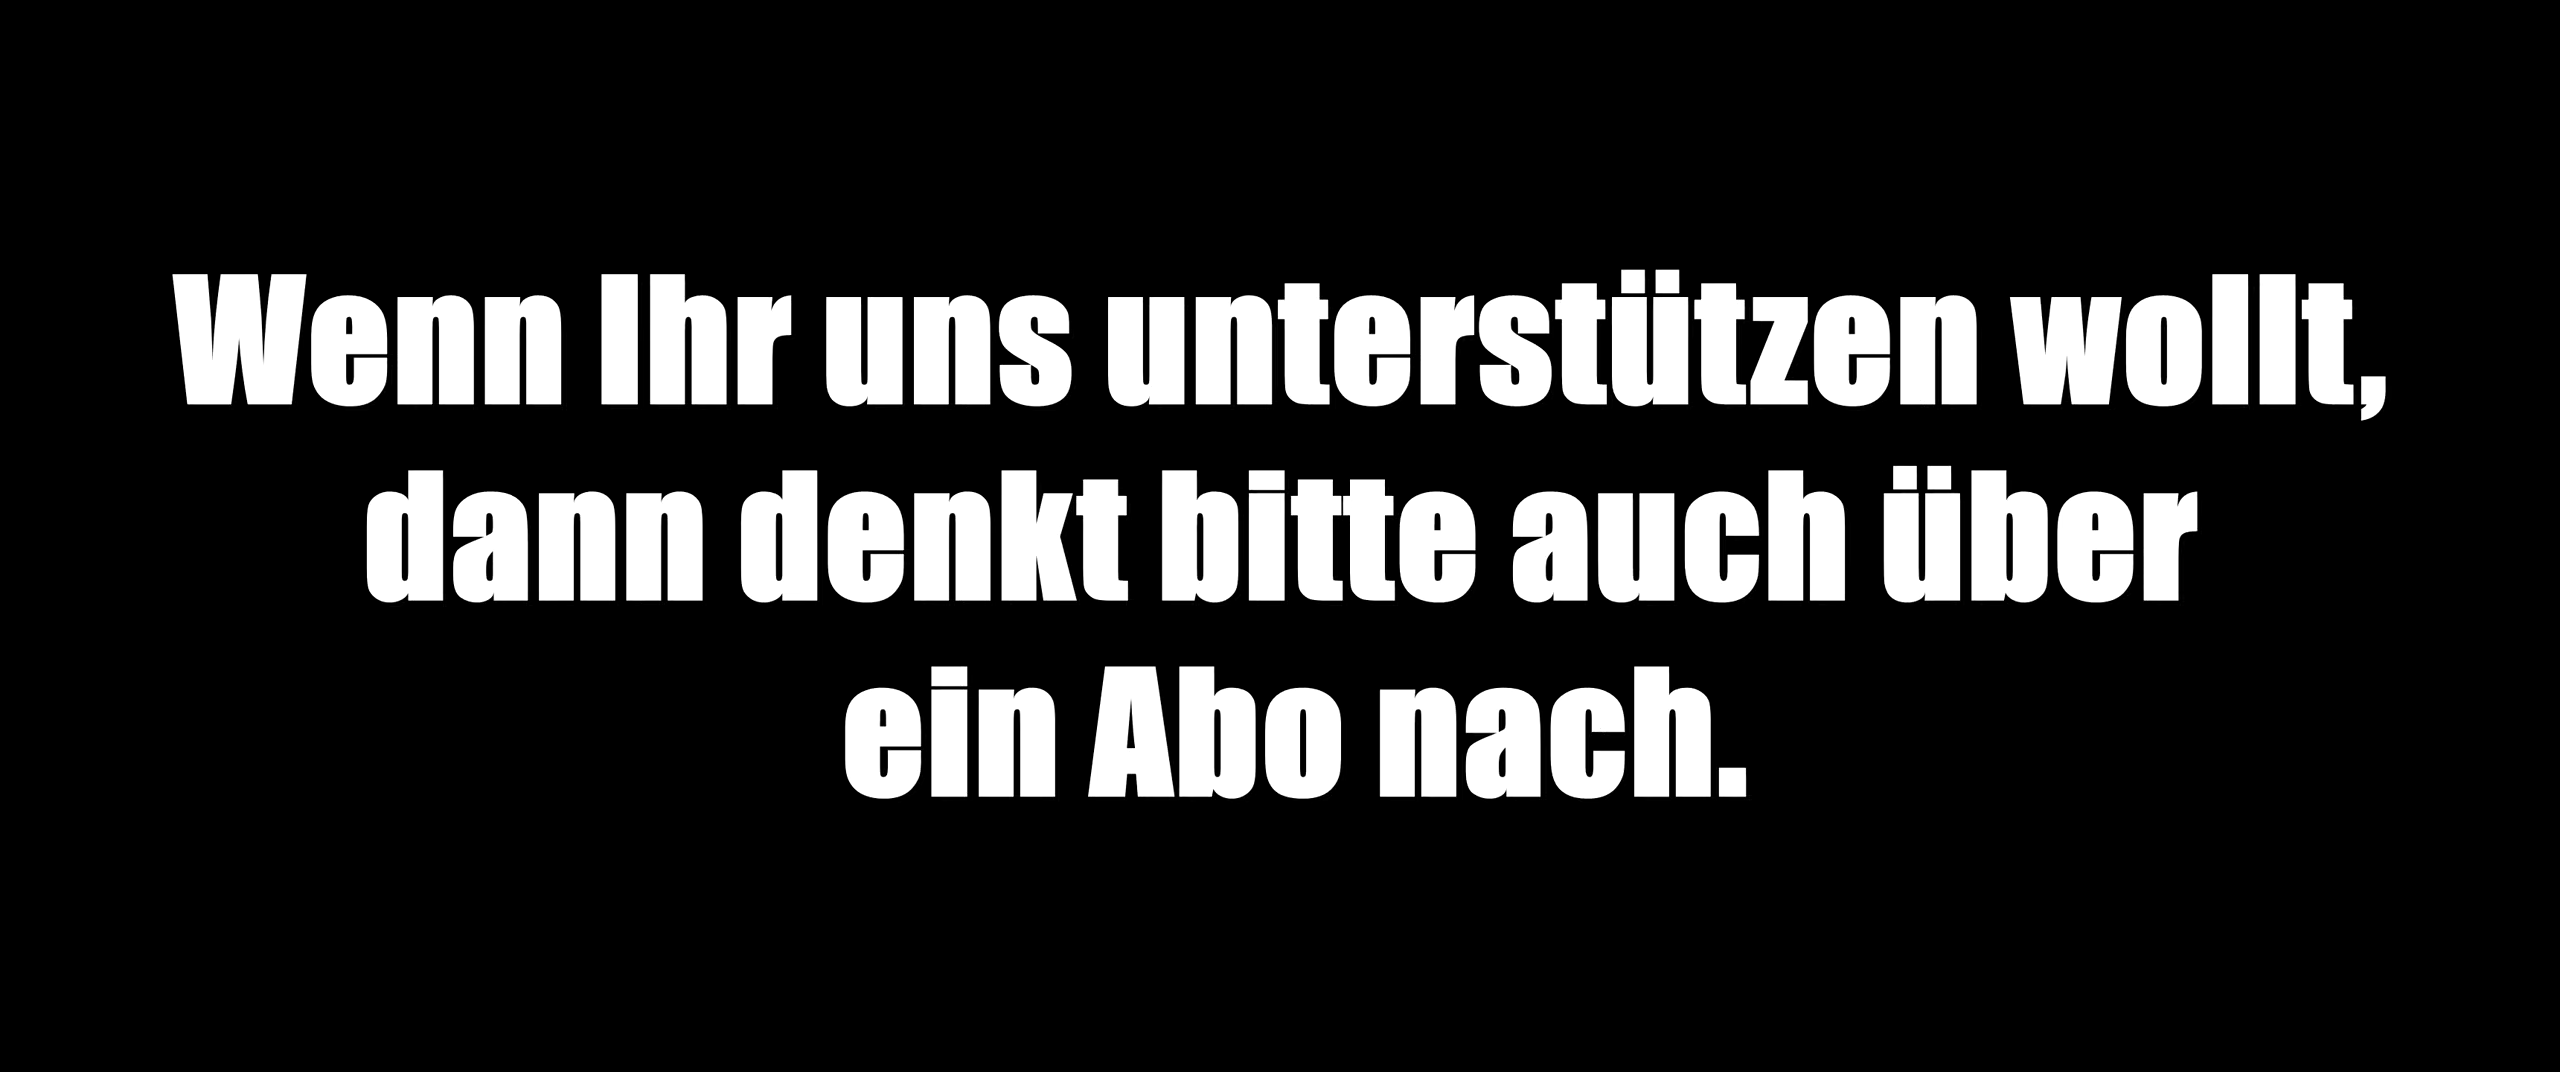 Wenn Ihr uns unterstützen wollt,
dann denkt bitte auch über
ein Abo nach.